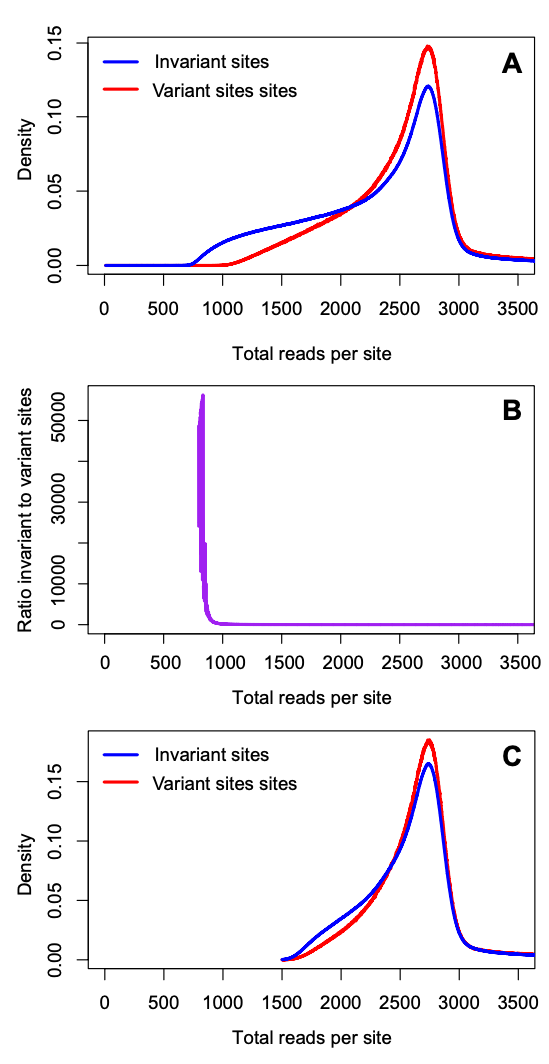 A
Invariant sites
Variant sites sites
Density
0.00 0.05 0.10 0.15
0 500 1000 1500 2000 2500 3000 3500
Total reads per site
B
Ratio invariant to variant sites
0 10000 30000 50000
0 500 1000 1500 2000 2500 3000 3500
Total reads per site
C
Invariant sites
Variant sites sites
Density
0.00 0.05 0.10 0.15
0 500 1000 1500 2000 2500 3000 3500
Total reads per site